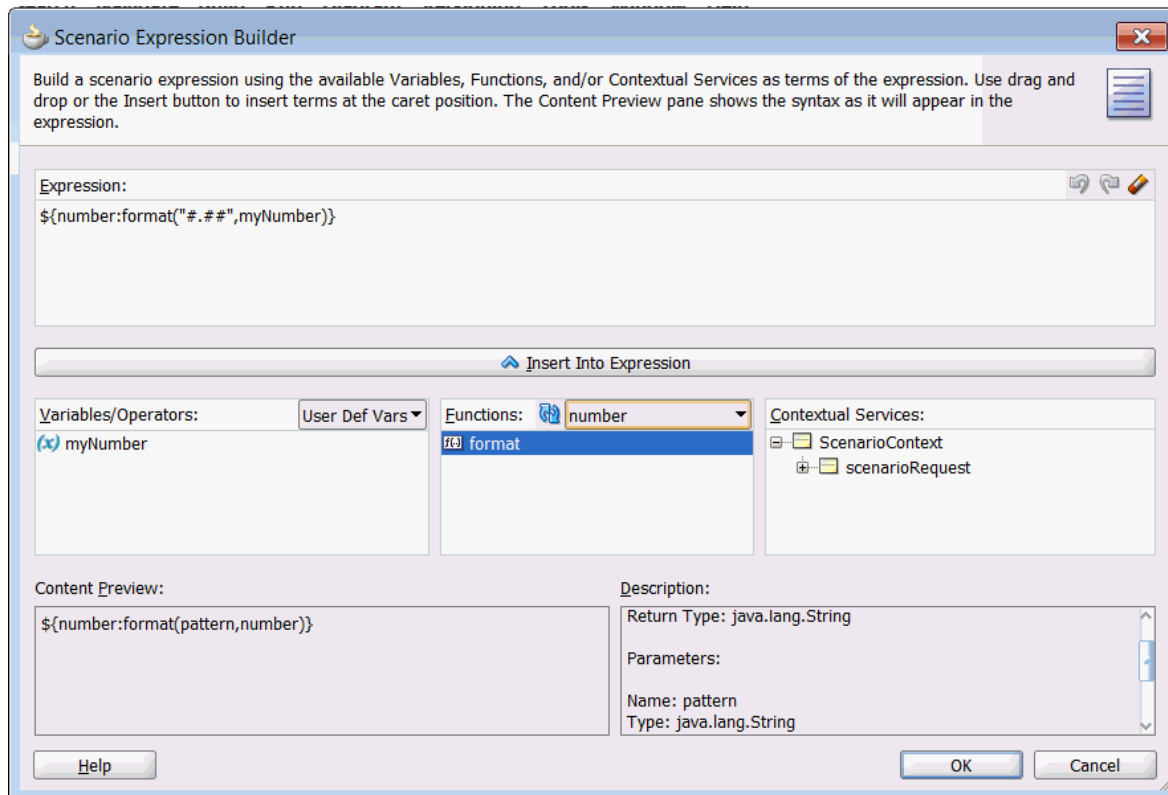 Scenario Expression Builder
Build a scenario expression using the available Variables, Functions, and/or Contextual Services as terms of the expression. Use drag and
drop or the Insert button to insert terms at the caret position. The Content Preview pane shows the syntax as it will appear in the
expression.
Expression:
${number:format("#.##",myNumber)}
Insert Into Expression
Variables/Operators: User Def Vars
(x) myNumber
Functions: number
format
Contextual Services:
ScenarioContext
scenarioRequest
Content Preview:
${number:format(pattern,number)}
Description:
Return Type: java.lang.String
Parameters:
Name: pattern
Type: java.lang.String
Help
OK
Cancel